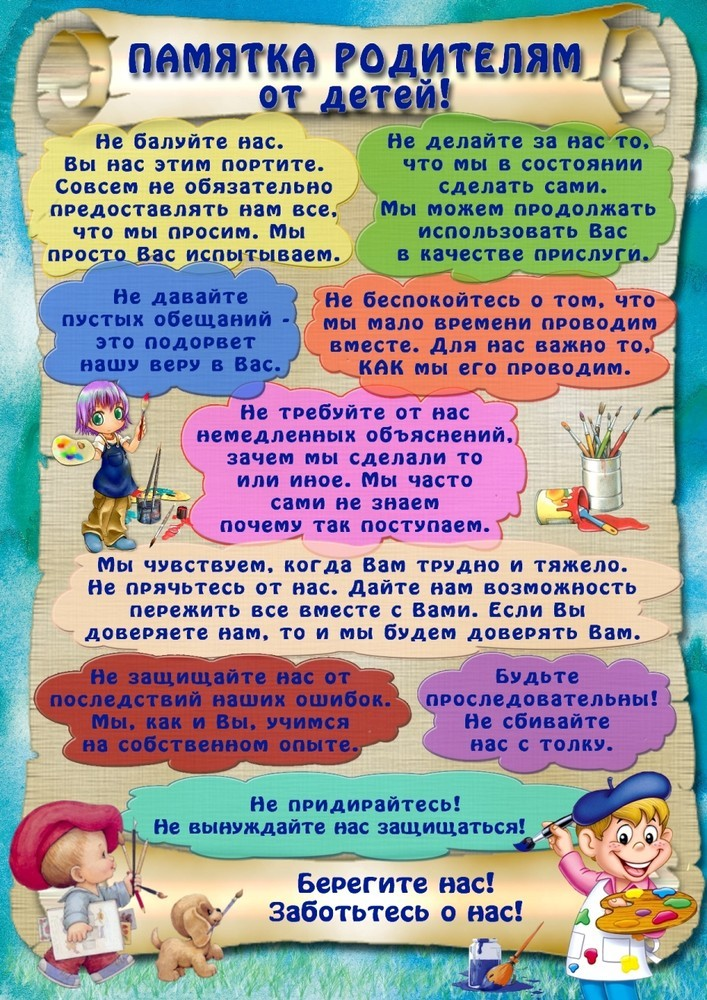 ПАМЯТКА РОДИТЕЛЯМ
от детей!
Не балуйте нас.
Вы нас этим портите.
Совсем не обязательно
предоставлять нам все,
что мы просим. Мы
просто Вас испытываем.
Не делайте за нас то,
что мы в состоянии
сделать сами.
Мы можем продолжать
использовать Вас
в качестве прислуги.
Не давайте
пустых обещаний -
это подорвет
нашу веру в Вас.
Не беспокойтесь о том, что
мы мало времени проводим
вместе. Для нас важно то,
КАК мы его проводим.
Не требуйте от нас
немедленных объяснений,
зачем мы сделали то
или иное. Мы часто
сами не знаем
почему так поступаем.
Мы чувствуем, когда Вам трудно и тяжело.
Не прячьтесь от нас. Дайте нам возможность
пережить все вместе с Вами. Если Вы
доверяете нам, то и мы будем доверять Вам.
Не защищайте нас от
последствий наших ошибок.
Мы, как и Вы, учимся
на собственном опыте.
Будьте
проследовательны!
Не сбивайте
нас с толку.
Не придирайтесь!
Не вынуждайте нас защищаться!
Берегите нас!
Заботьтесь о нас!